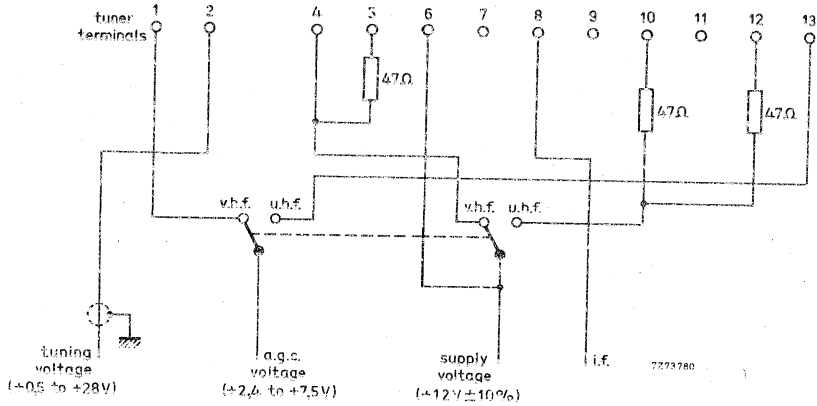 tuner
terminals
1 2 4 5 6 7 8 9 10 11 12 13
47Ω
47Ω
47Ω
v.h.f. u.h.f.
v.h.f. u.h.f.
tuning
voltage
(+0,5 to +28V)
a.g.c.
voltage
(+2,4 to +7,5V)
supply
voltage
(+12V±10%)
i.f.
7Z73780